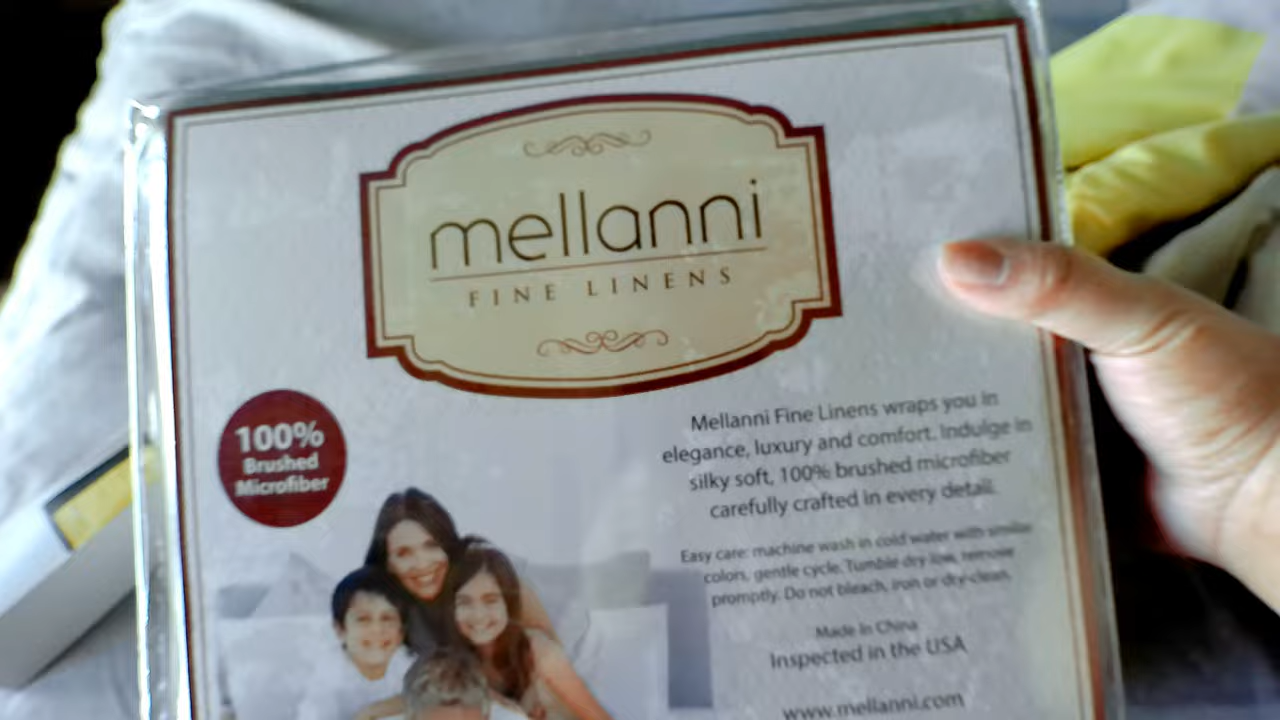 mellanni
FINE LINENS
100%
Brushed
Microfiber
Mellanni Fine Linens wraps you in
elegance, luxury and comfort. Indulge in
silky soft, 100% brushed microfiber
carefully crafted in every detail.
Easy care: machine wash in cold water with similar
colors, gentle cycle. Tumble dry low, remove
promptly. Do not bleach, iron or dry-clean.
Made In China
Inspected in the USA
www.mellanni.com